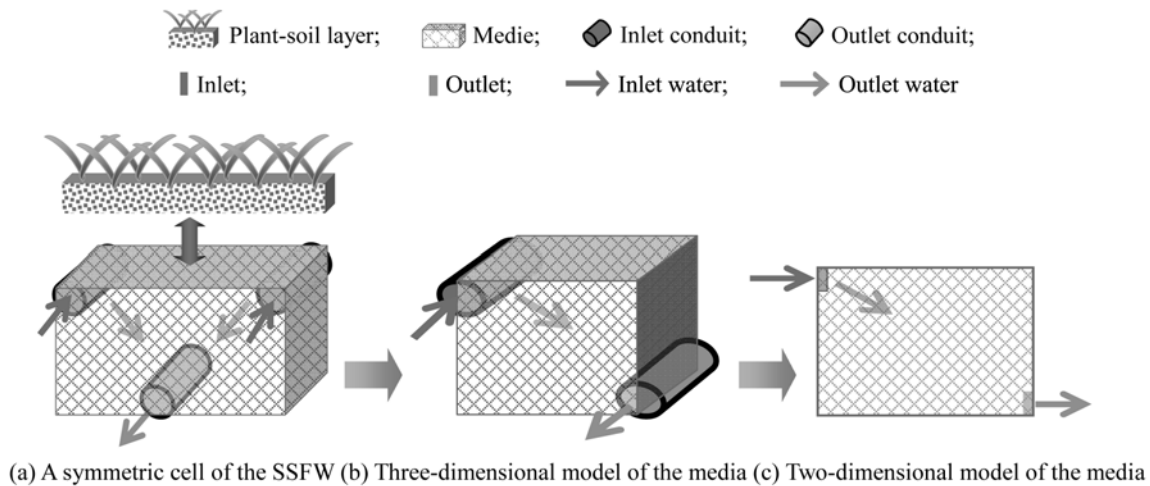 Plant-soil layer; Medie; Inlet conduit; Outlet conduit;
Inlet; Outlet; Inlet water; Outlet water
(a) A symmetric cell of the SSFW (b) Three-dimensional model of the media (c) Two-dimensional model of the media